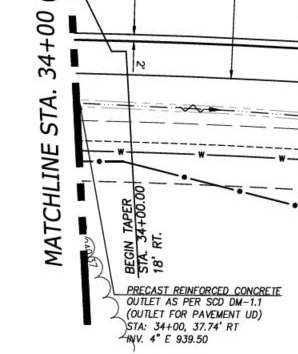 MATCHLINE STA. 34+00 (
2'
W
W
W
BEGIN TAPER
STA. 34+00.00
18' RT.
PRECAST REINFORCED CONCRETE
OUTLET AS PER SCD DM-1.1
(OUTLET FOR PAVEMENT UD)
STA: 34+00, 37.74' RT
INV. 4" E 939.50